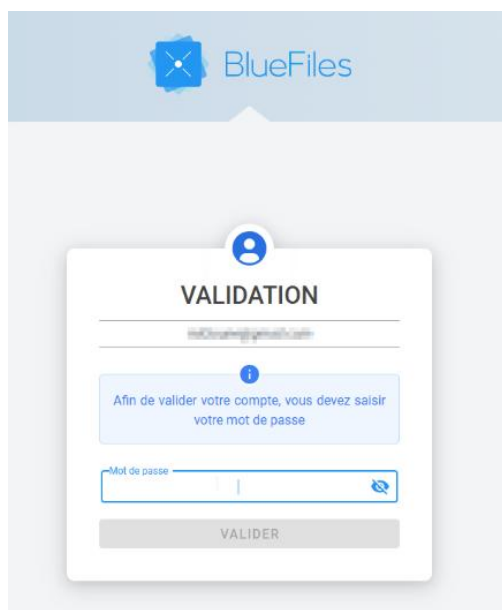 BlueFiles
VALIDATION
Afin de valider votre compte, vous devez saisir
votre mot de passe
Mot de passe
VALIDER